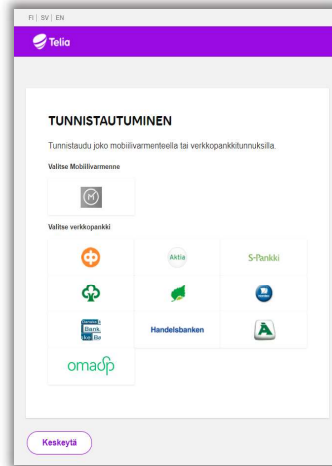 FI | SV | EN
Telia
TUNNISTAUTUMINEN
Tunnistaudu joko mobiilivarmenteella tai verkkopankkitunnuksilla.
Valitse Mobiilivarmenne
Valitse verkkopankki
Aktia
S-Pankki
Bank
Handelsbanken
omasp
Keskeytä